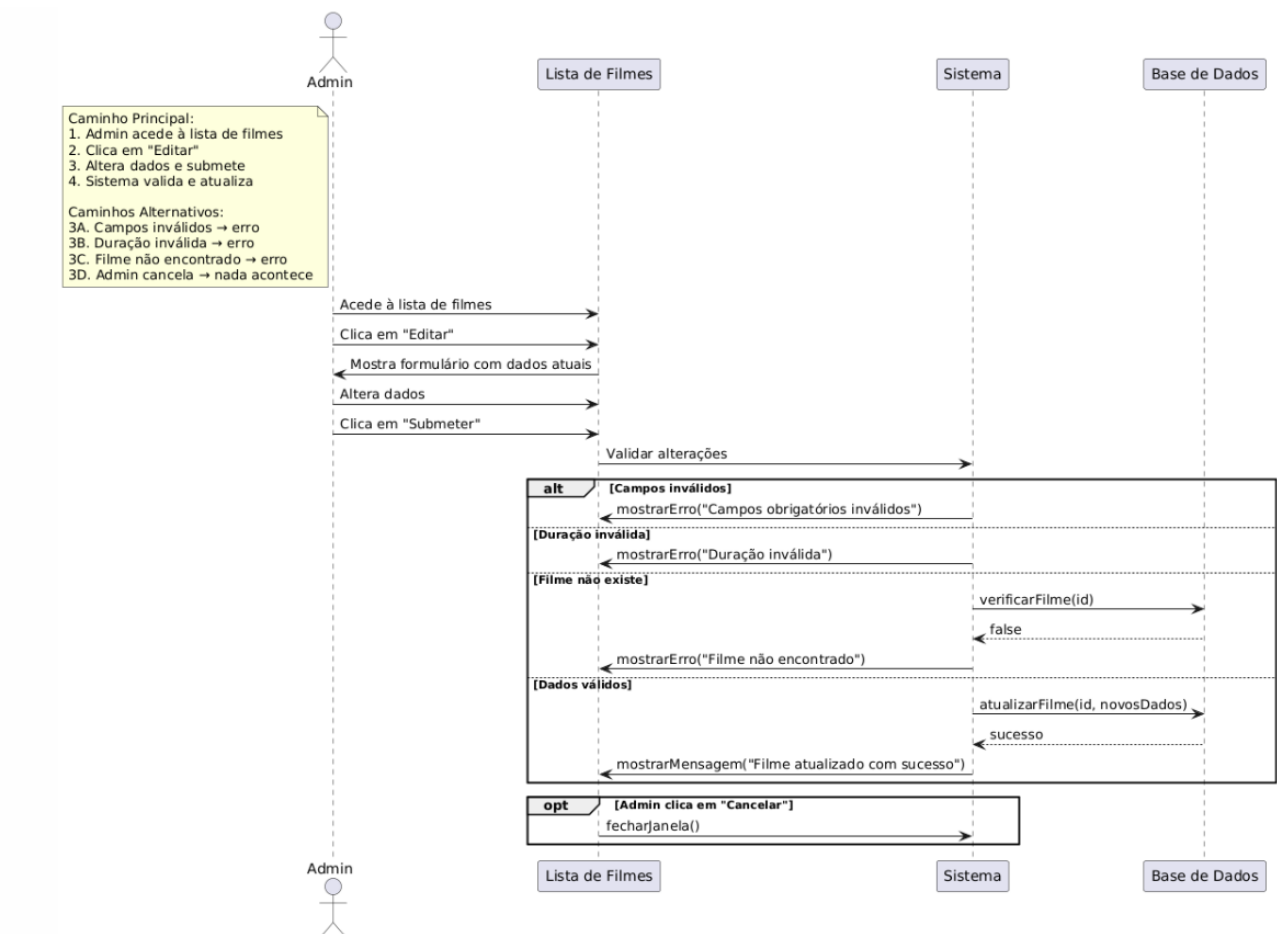 Admin
Lista de Filmes
Sistema
Base de Dados
Caminho Principal:
1. Admin acede à lista de filmes
2. Clica em "Editar"
3. Altera dados e submete
4. Sistema valida e atualiza
Caminhos Alternativos:
3A. Campos inválidos → erro
3B. Duração inválida → erro
3C. Filme não encontrado → erro
3D. Admin cancela → nada acontece
Acede à lista de filmes
Clica em "Editar"
Mostra formulário com dados atuais
Altera dados
Clica em "Submeter"
Validar alterações
alt [Campos inválidos]
mostrarErro("Campos obrigatórios inválidos")
[Duração inválida]
mostrarErro("Duração inválida")
[Filme não existe]
verificarFilme(id)
false
mostrarErro("Filme não encontrado")
[Dados válidos]
atualizarFilme(id, novosDados)
sucesso
mostrarMensagem("Filme atualizado com sucesso")
opt [Admin clica em "Cancelar"]
fecharJanela()
Admin
Lista de Filmes
Sistema
Base de Dados